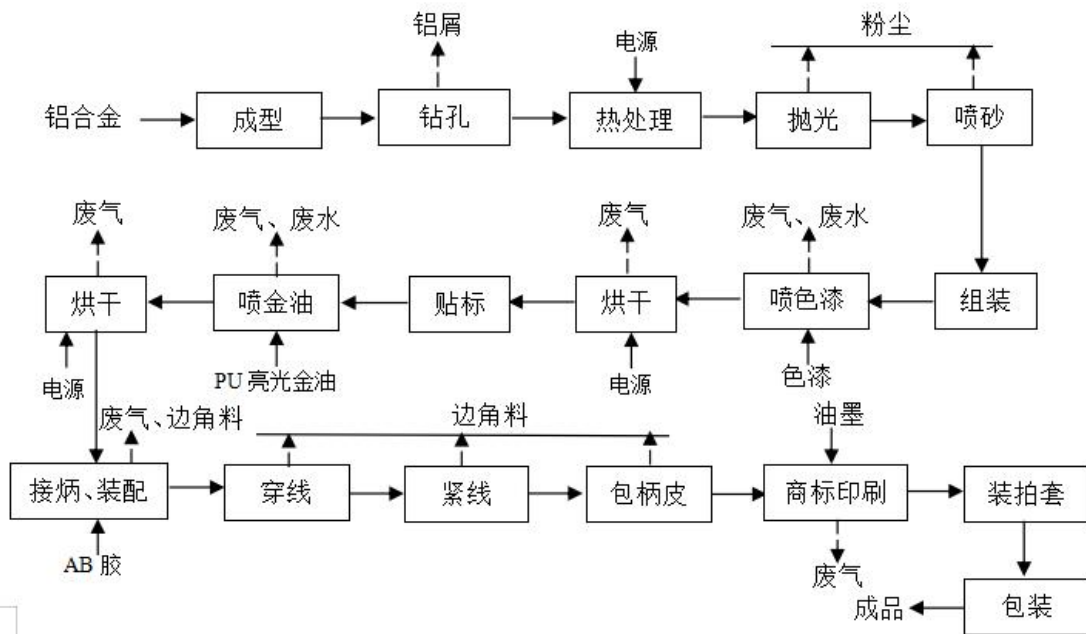 铝屑
粉尘
电源
铝合金
成型
钻孔
热处理
抛光
喷砂
废气
废气、废水
废气
废气、废水
烘干
喷金油
贴标
烘干
喷色漆
组装
电源
PU 亮光金油
电源
色漆
废气、边角料
边角料
油墨
接炳、装配
穿线
紧线
包柄皮
商标印刷
装拍套
AB 胶
废气
成品
包装